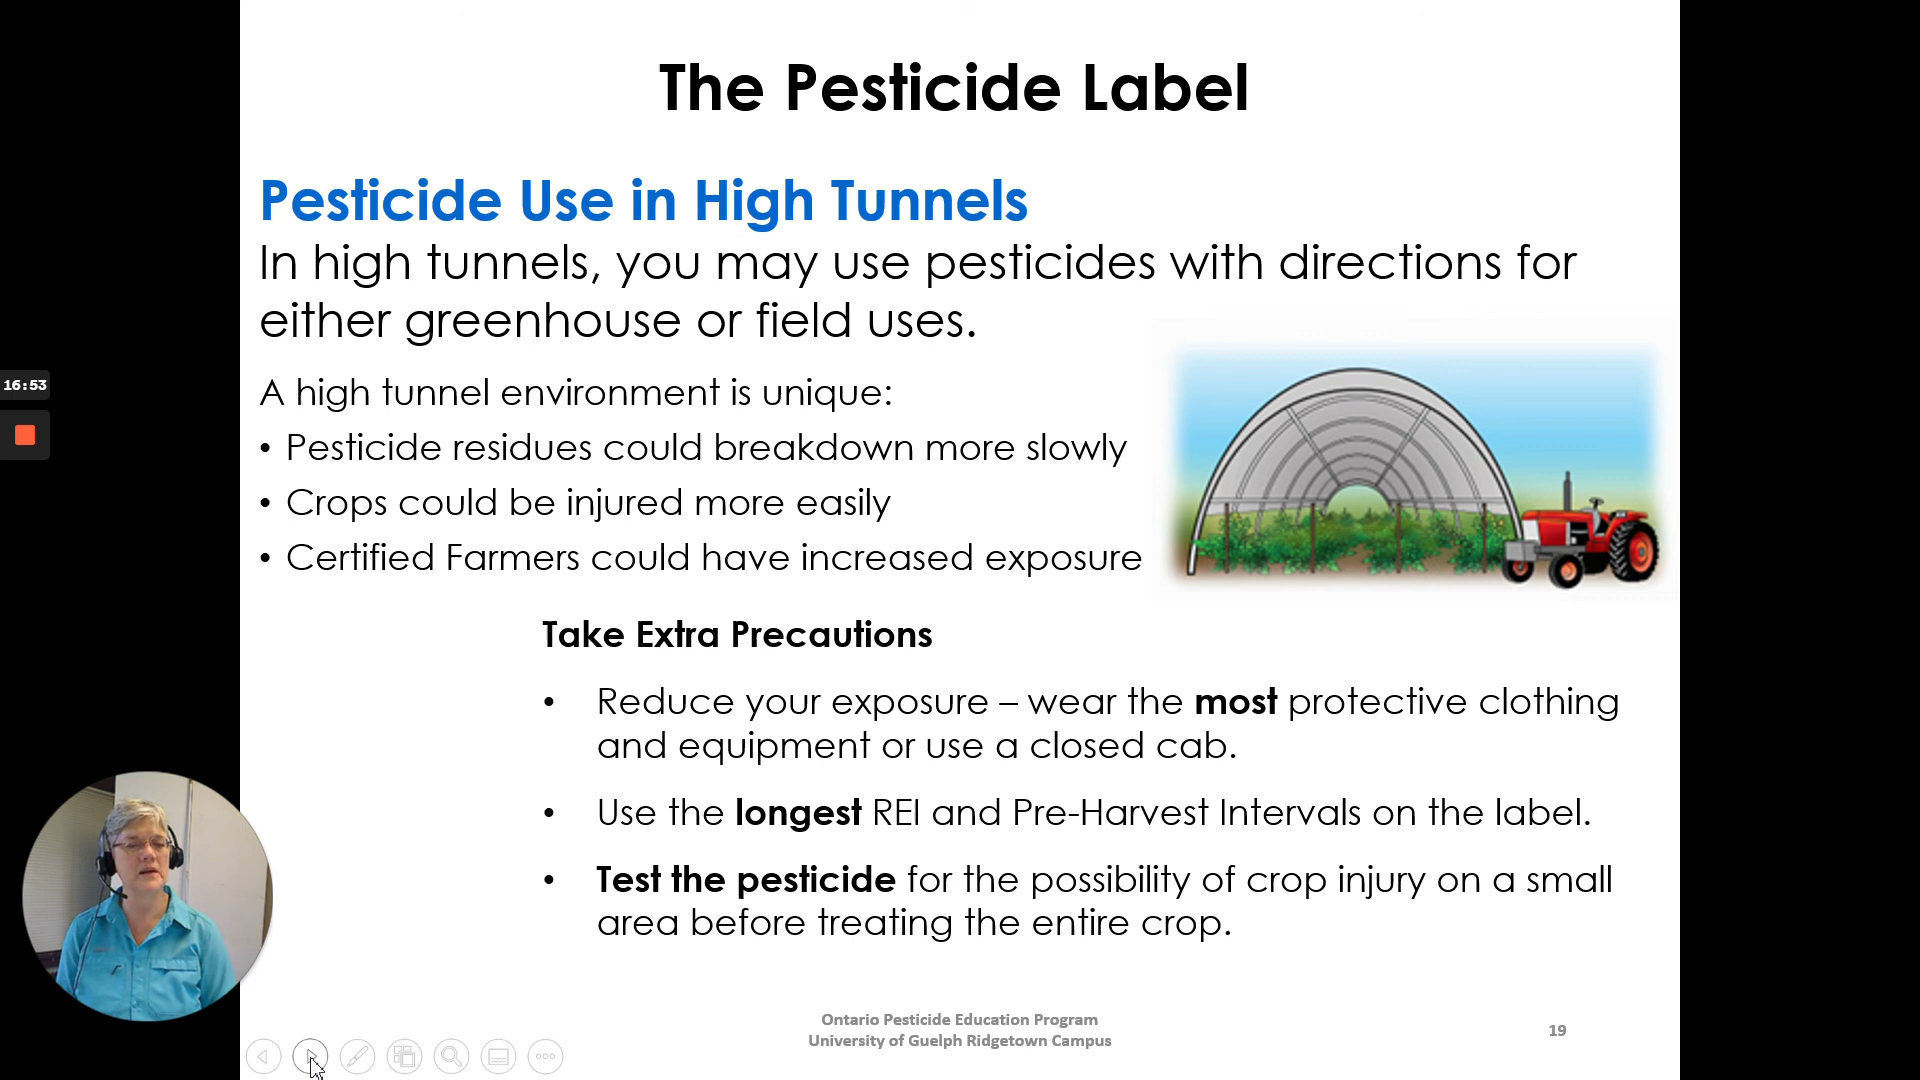 The Pesticide Label
Pesticide Use in High Tunnels
In high tunnels, you may use pesticides with directions for
either greenhouse or field uses.
A high tunnel environment is unique:
• Pesticide residues could breakdown more slowly
• Crops could be injured more easily
• Certified Farmers could have increased exposure
16:53
Take Extra Precautions
• Reduce your exposure – wear the most protective clothing
and equipment or use a closed cab.
• Use the longest REI and Pre-Harvest Intervals on the label.
• Test the pesticide for the possibility of crop injury on a small
area before treating the entire crop.
Ontario Pesticide Education Program
University of Guelph Ridgetown Campus
19